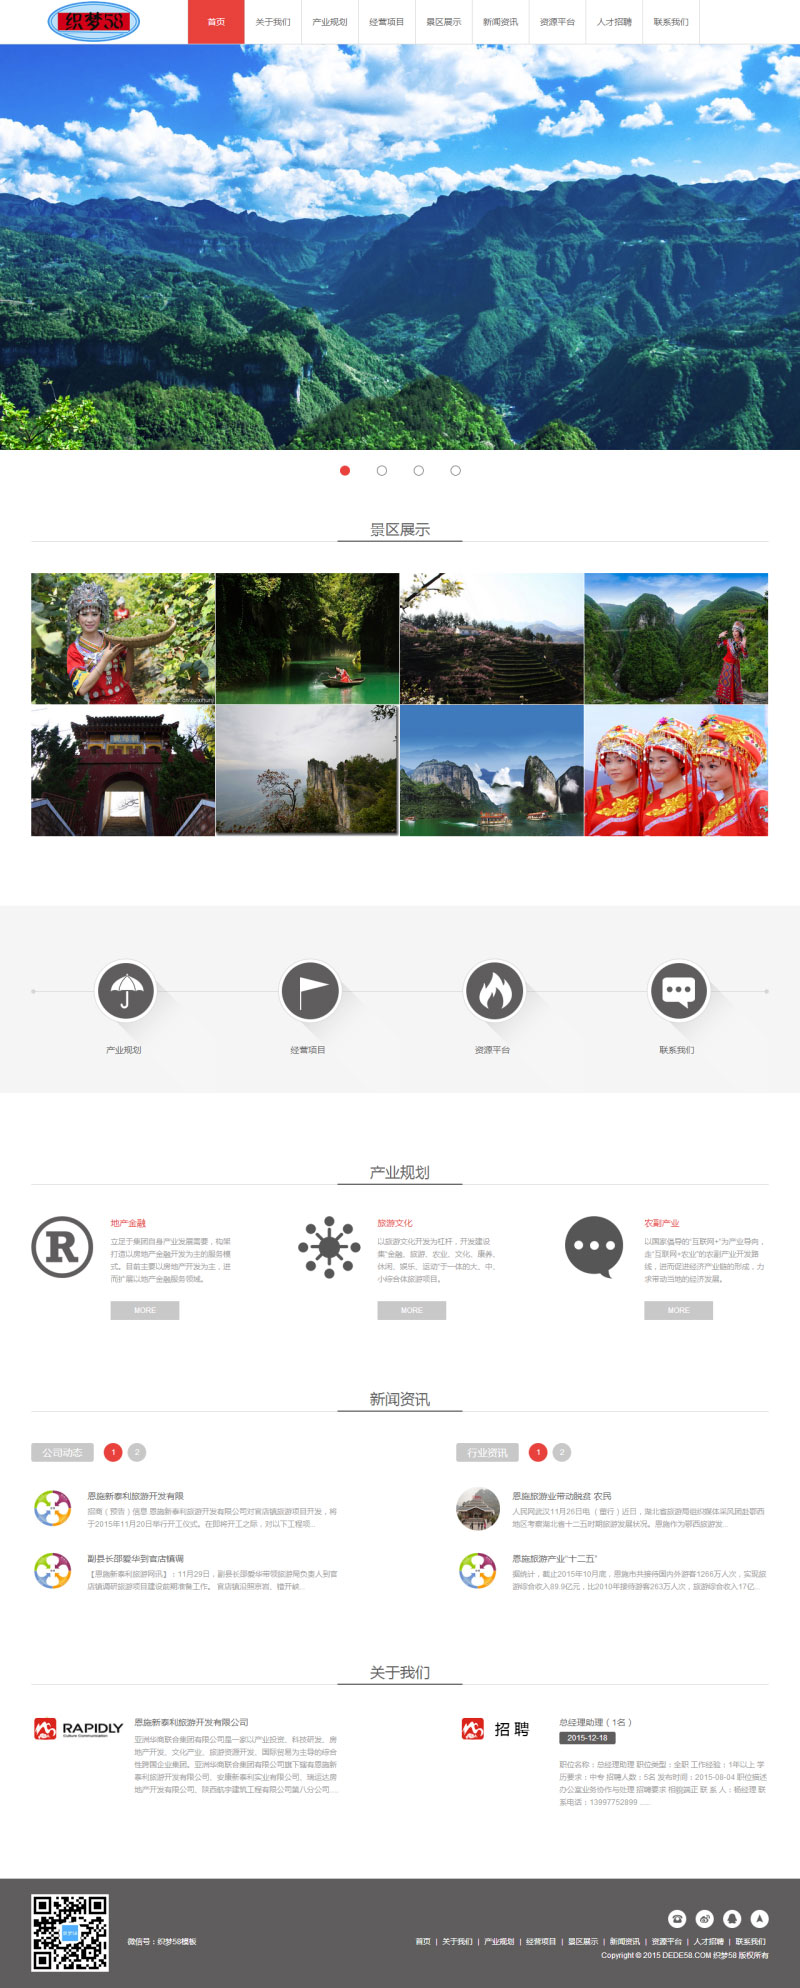 织梦58
首页 关于我们 产业规划 经营项目 景区展示 新闻资讯 资源平台 人才招聘 联系我们
景区展示
产业规划 经营项目 资源平台 联系我们
产业规划
地产金融
立足于集团自身产业发展需要，构架
打造以房地产金融开发为主的服务模
式。目前主要以房地产开发为主，进
而扩展以地产金融服务领域。
MORE
旅游文化
以旅游文化开发为杠杆，开发建设
集“金融、旅游、农业、文化、康养、
休闲、娱乐、运动”于一体的大、中、
小综合体旅游项目。
MORE
农副产业
以国家倡导的“互联网+”为产业导向，
走“互联网+农业”的农副产业开发路
线，进而促进经济产业链的形成，力
求带动当地的经济发展。
MORE
新闻资讯
公司动态 1 2
恩施新泰利旅游开发有限
招商（预告）信息 恩施新泰利旅游开发有限公司对官店镇旅游项目开发，将
于2015年11月20日举行开工仪式。在即将开工之际，对以下工程项...
副县长邵爱华到官店镇调
【恩施新泰利旅游网讯】：11月29日，副县长邵爱华带领旅游局负责人到官
店镇调研旅游项目建设前期准备工作。
行业资讯 1 2
恩施旅游业带动脱贫 农民
人民网武汉11月26日电 （曹行）近日，湖北省旅游局组织媒体采风团赴鄂西
地区考察湖北省十二五时期旅游发展状况。恩施作为鄂西旅游发...
恩施旅游产业“十二五”
据统计，截止2015年10月底，恩施市共接待国内外游客1266万人次，实现旅
游综合收入89.9亿元，比2010年接待游客263万人次，旅游综合收入17亿...
关于我们
RAPIDLY
Culture Communication
恩施新泰利旅游开发有限公司
亚洲华商联合集团有限公司是一家以产业投资、科技研发、房
地产开发、文化产业、旅游资源开发、国际贸易为主导的综合
性跨国企业集团。亚洲华商联合集团有限公司旗下辖有恩施新
泰利旅游开发有限公司、安康新泰利实业有限公司、瑞运达房
地产开发有限公司、陕西航宇建筑工程有限公司第八分公司 ...
招聘
总经理助理（1名）
2015-12-18
职位名称：总经理助理 职位类型：全职 工作经验：1年以上 学
历要求：中专 招聘人数：5名 发布时间：2015-08-04 职位描述
办公室业务协作与处理 招聘要求 相貌端正 联 系 人：杨经理 联
系电话：13997752899 ......
微信号：织梦58模板
首页 | 关于我们 | 产业规划 | 经营项目 | 景区展示 | 新闻资讯 | 资源平台 | 人才招聘 | 联系我们
Copyright © 2015 DEDE58.COM 织梦58 版权所有